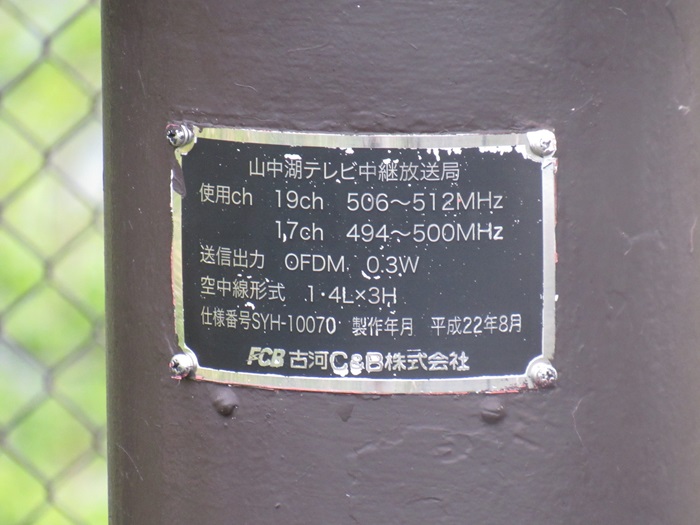 山中湖テレビ中継放送局
使用ch 19ch 506～512MHz
17ch 494～500MHz
送信出力 OFDM 0.3W
空中線形式 1・4L×3H
仕様番号SYH-10070 製作年月 平成22年8月
FCB 古河C&B株式会社